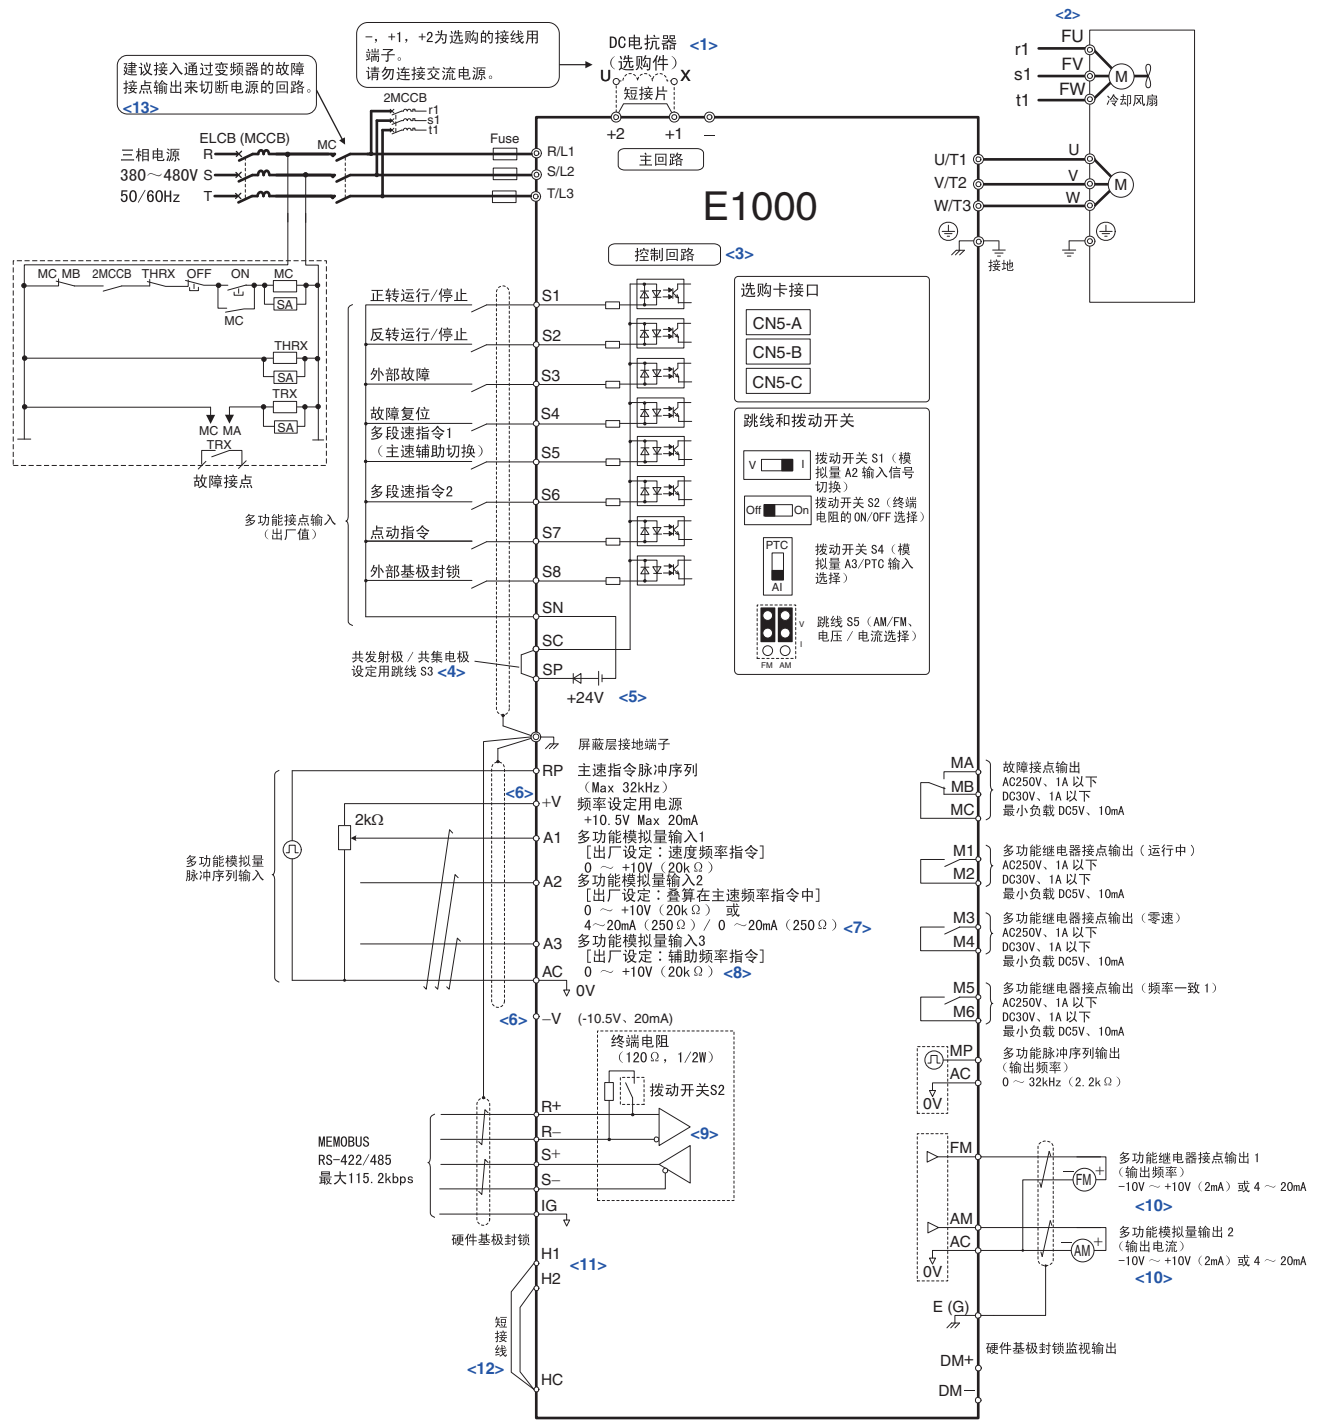 −，+1，+2为选购的接线用
端子。
请勿连接交流电源。
建议接入通过变频器的故障
接点输出来切断电源的回路。
<13>
DC电抗器
<1>
（选购件）
U
X
短接片
+2
+1
−
主回路
<2>
r1
FU
s1
FV
M
t1
FW
冷却风扇
2MCCB
r1
s1
t1
ELCB (MCCB)
MC
Fuse
三相电源
R
R/L1
380～480V
S
S/L2
50/60Hz
T
T/L3
E1000
U/T1
U
V/T2
V
M
W/T3
W
接地
控制回路
<3>
MC MB
2MCCB
THRX
OFF
ON
MC
SA
MC
THRX
SA
TRX
MC MA
SA
TRX
故障接点
正转运行/停止
S1
反转运行/停止
S2
外部故障
S3
故障复位
S4
多段速指令1
（主速辅助切换）
S5
多段速指令2
S6
点动指令
S7
外部基极封锁
S8
多功能接点输入
（出厂值）
SN
SC
共发射极 / 共集电极
设定用跳线 S3 <4>
SP
+24V
<5>
选购卡接口
CN5-A
CN5-B
CN5-C
跳线和拨动开关
V
I
拨动开关 S1（模
拟量 A2 输入信号
切换）
Off
On
拨动开关 S2（终端
电阻的 ON/OFF 选择）
PTC
AI
拨动开关 S4（模
拟量 A3/PTC 输入
选择）
V
I
FM AM
跳线 S5（AM/FM、
电压 / 电流选择）
屏蔽层接地端子
RP
主速指令脉冲序列
（Max 32kHz）
<6>
+V
频率设定用电源
+10.5V Max 20mA
2kΩ
A1
多功能模拟量输入1
[出厂设定：速度频率指令]
0 ～ +10V（20kΩ）
多功能模拟量
脉冲序列输入
A2
多功能模拟量输入2
[出厂设定：叠算在主速频率指令中]
0 ～ +10V（20kΩ） 或
4～20mA（250Ω）/ 0 ～20mA（250Ω）<7>
A3
多功能模拟量输入3
[出厂设定：辅助频率指令]
0 ～ +10V（20kΩ）<8>
AC
0V
<6>
−V
(-10.5V、20mA)
终端电阻
（120Ω，1/2W）
拨动开关S2
R+
R−
<9>
S+
S−
IG
MEMOBUS
RS-422/485
最大115.2kbps
硬件基极封锁
H1
<11>
H2
短
接
线
<12>
HC
MA
MB
MC
故障接点输出
AC250V、1A 以下
DC30V、1A 以下
最小负载 DC5V、10mA
M1
M2
多功能继电器接点输出（运行中）
AC250V、1A 以下
DC30V、1A 以下
最小负载 DC5V、10mA
M3
M4
多功能继电器接点输出（零速）
AC250V、1A 以下
DC30V、1A 以下
最小负载 DC5V、10mA
M5
M6
多功能继电器接点输出（频率一致 1）
AC250V、1A 以下
DC30V、1A 以下
最小负载 DC5V、10mA
MP
AC
0V
多功能脉冲序列输出
（输出频率）
0 ～ 32kHz（2.2kΩ）
FM
− FM +
多功能继电器接点输出 1
（输出频率）
−10V ～ +10V（2mA）或 4 ～ 20mA
<10>
AM
AC
0V
− AM +
多功能模拟量输出 2
（输出电流）
−10V ～ +10V（2mA）或 4 ～ 20mA
<10>
E (G)
硬件基极封锁监视输出
DM+
DM−